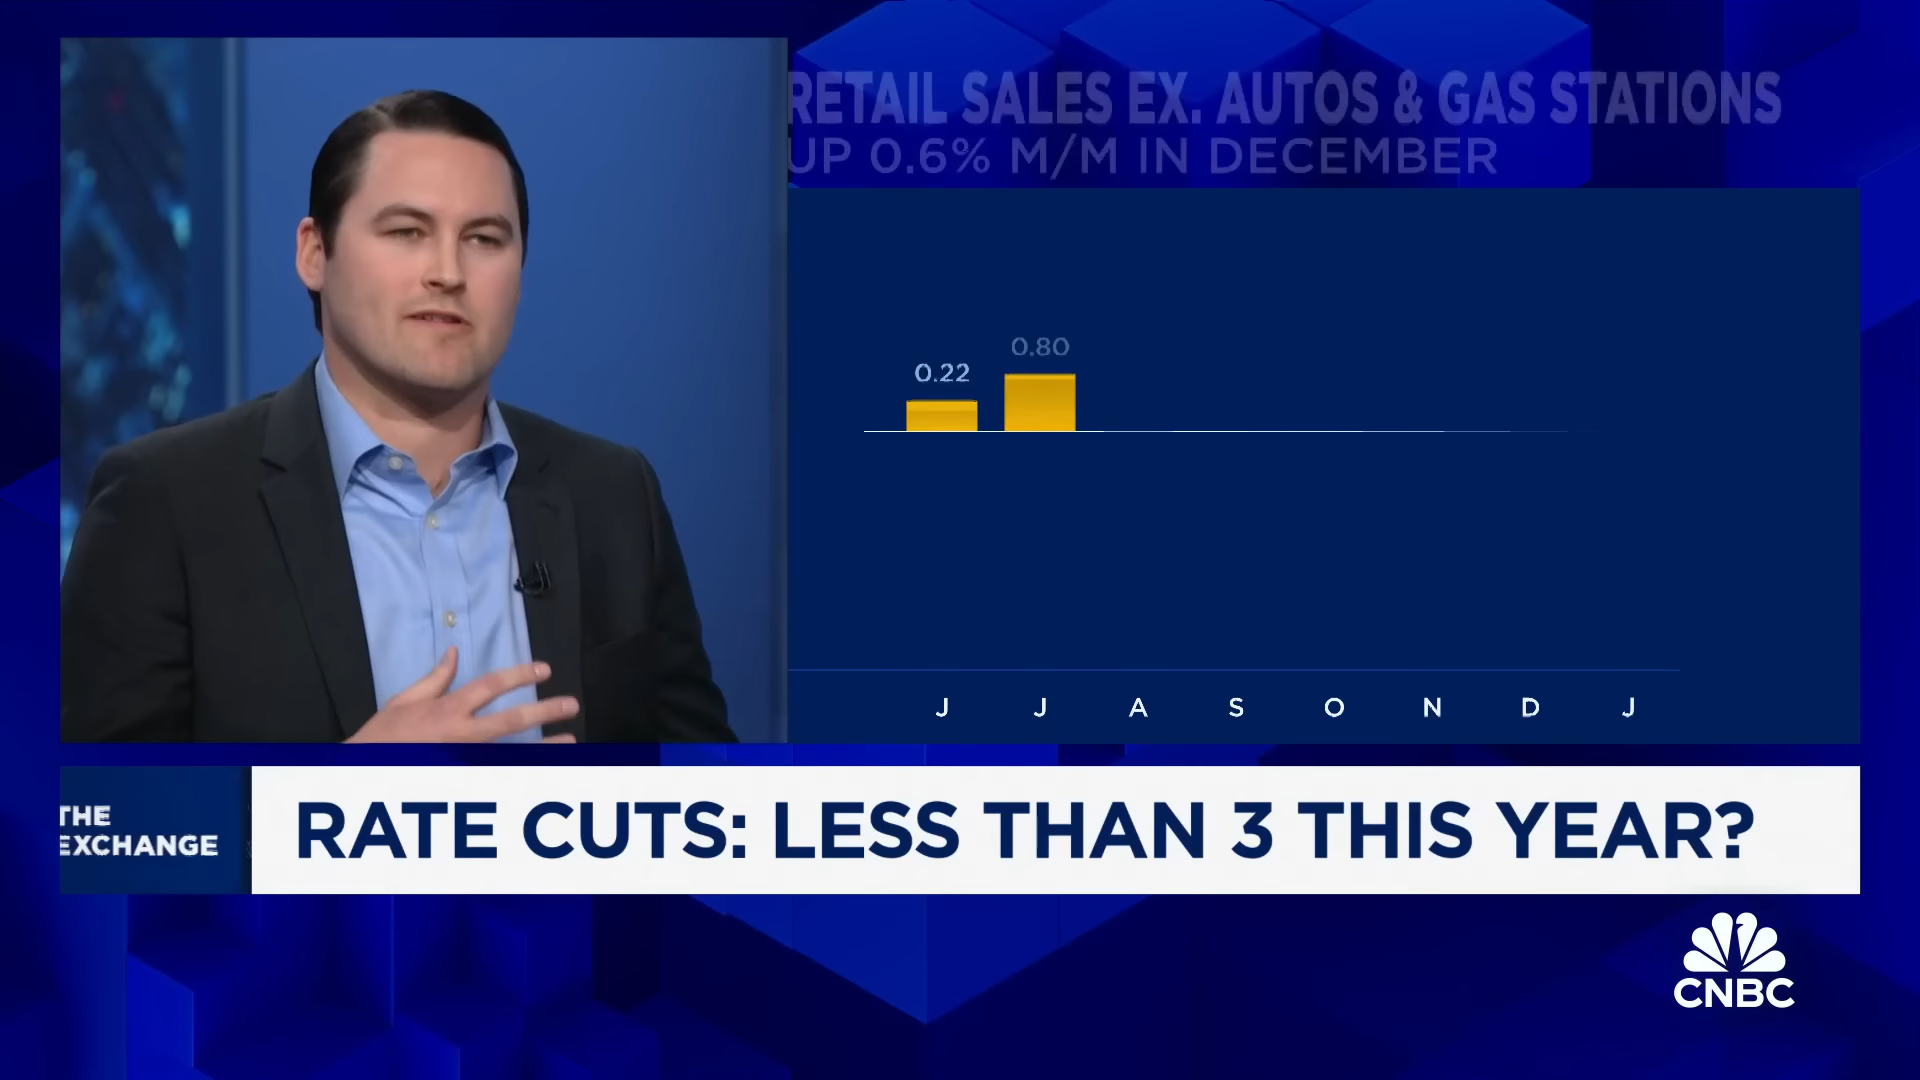 RETAIL SALES EX. AUTOS & GAS STATIONS
UP 0.6% M/M IN DECEMBER
0.22
0.80
J J A S O N D J
THE EXCHANGE
RATE CUTS: LESS THAN 3 THIS YEAR?
CNBC